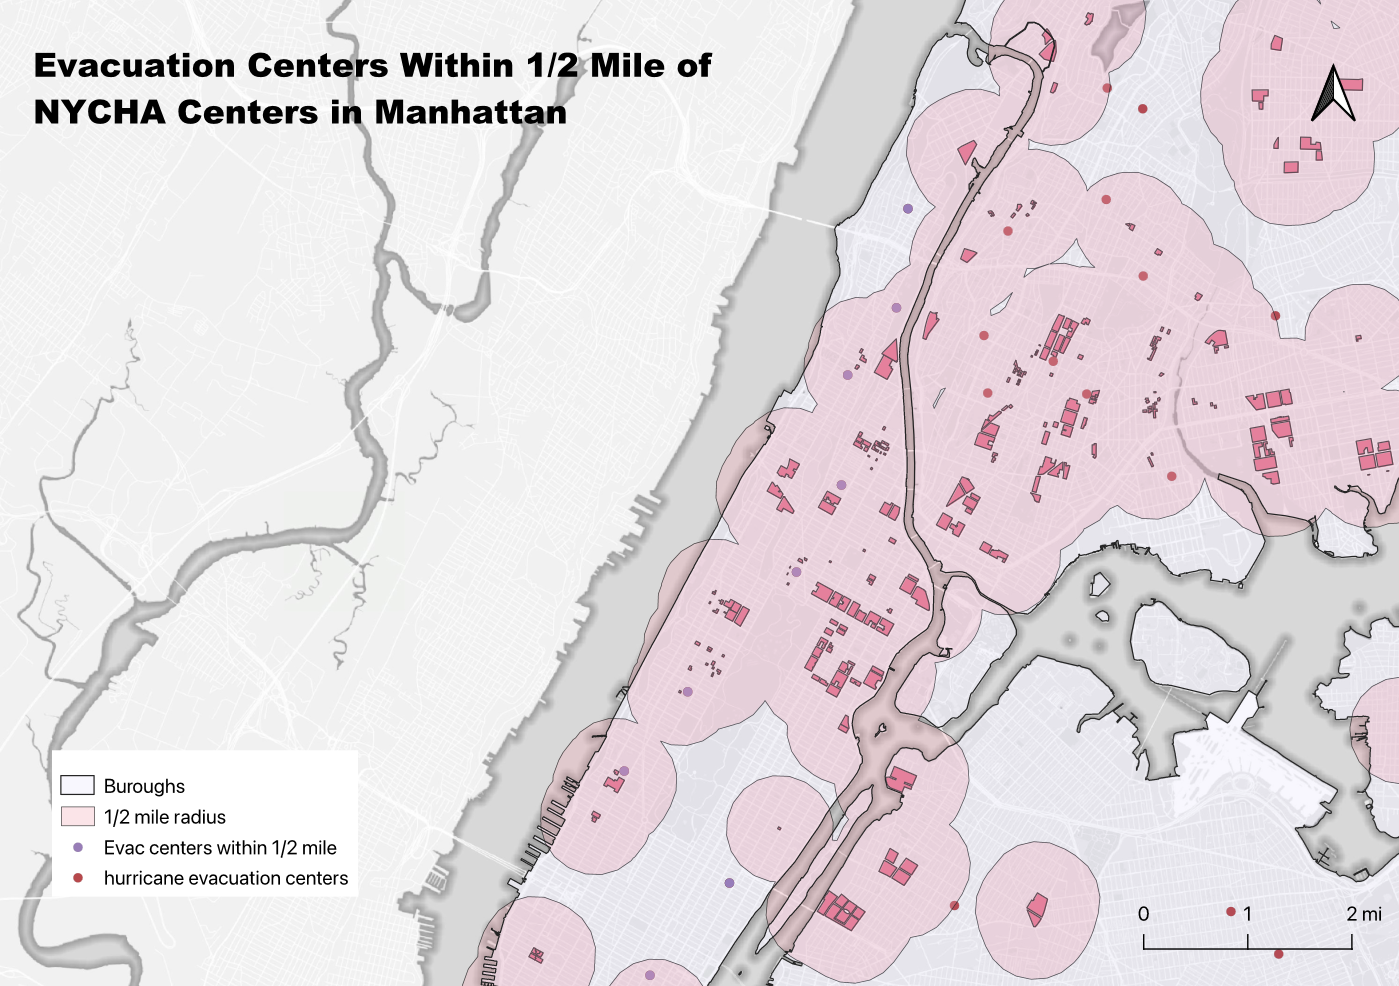 Evacuation Centers Within 1/2 Mile of
NYCHA Centers in Manhattan
Buroughs
1/2 mile radius
Evac centers within 1/2 mile
hurricane evacuation centers
0 1 2 mi